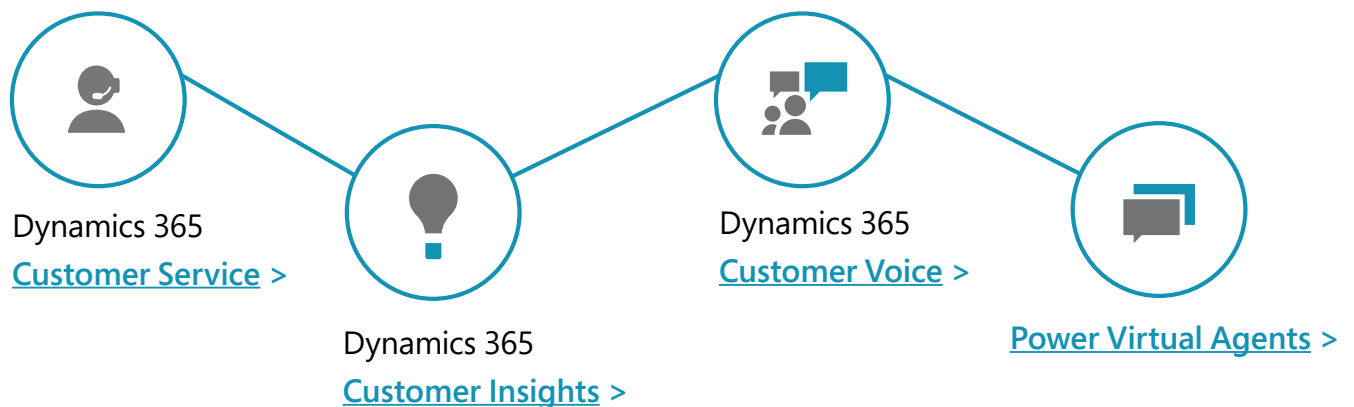 Dynamics 365
Customer Service >
Dynamics 365
Customer Insights >
Dynamics 365
Customer Voice >
Power Virtual Agents >